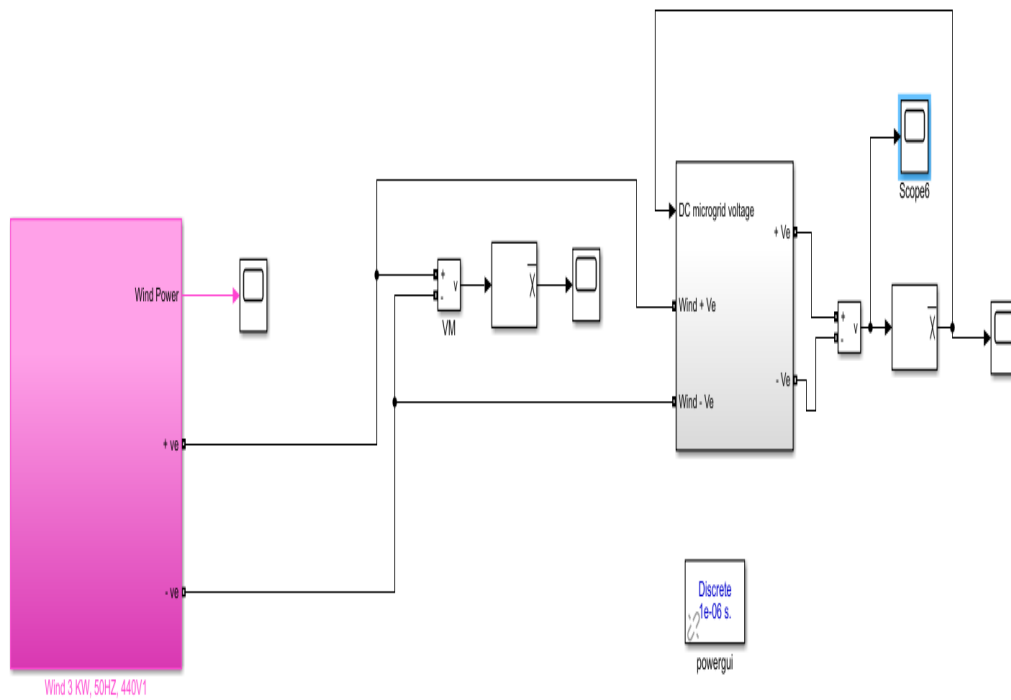 DC microgrid voltage
+ Ve
Scope6
Wind Power
+
-
v
VM
X
Wind + Ve
+
-
v
X
- Ve
Wind - Ve
+ ve
- ve
Discrete
1e-06 s.
powergui
Wind 3 KW, 50HZ, 440V1